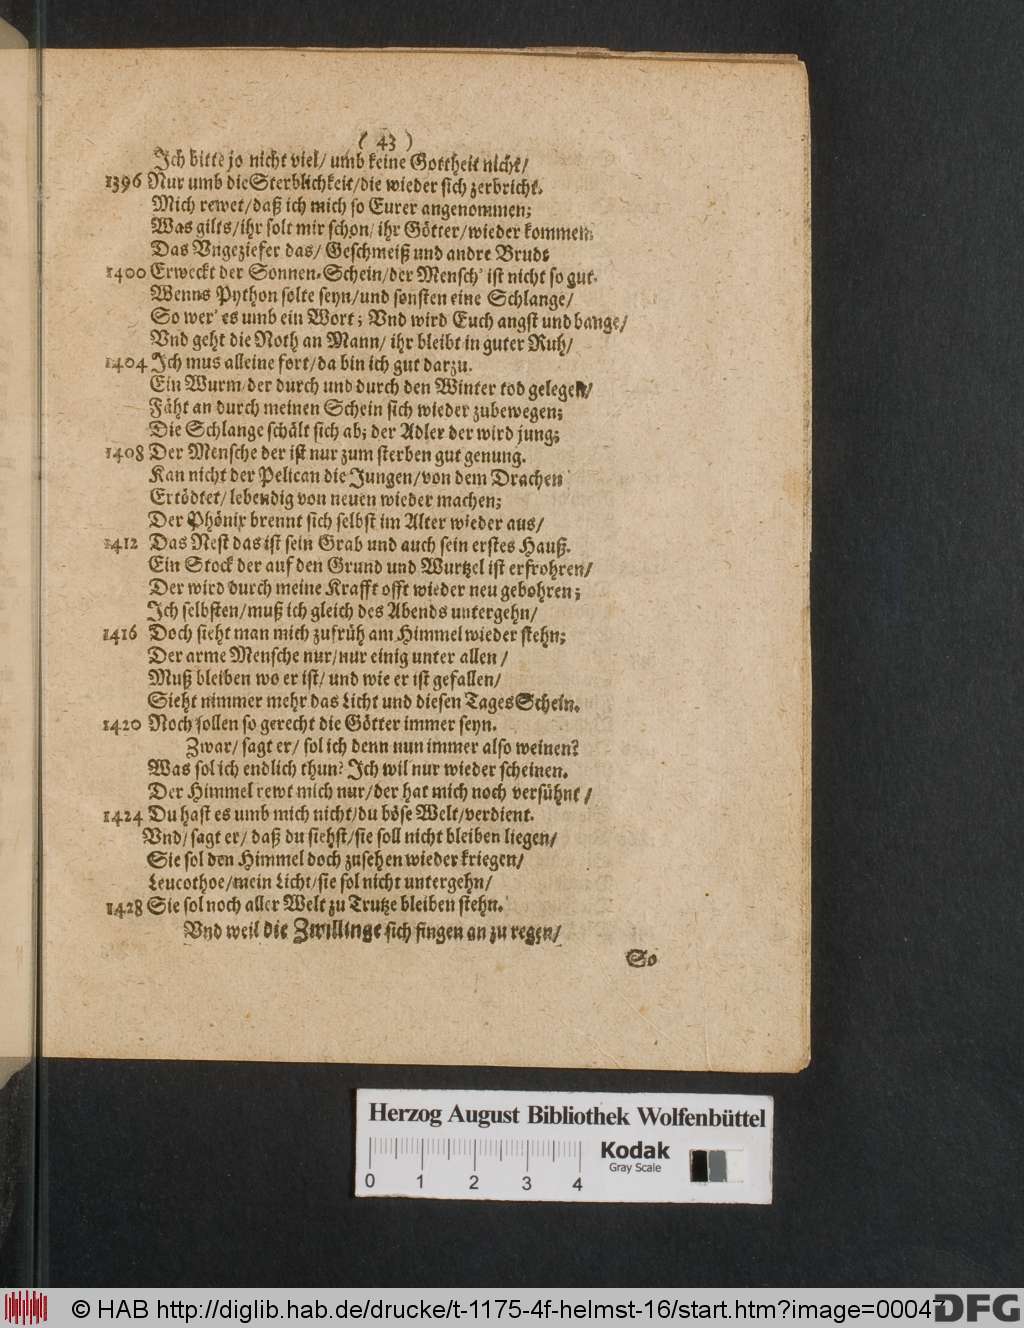 ( 43 )
Ich bitte jo nicht viel/ umb keine Gottheit nicht/
1396 Nur umb die Sterblichkeit/die wieder sich zerbricht.
Mich rewet/daß ich mich so Eurer angenommen;
Was gilts/ihr solt mir schon/ ihr Götter/wieder kommen:
Das Vngeziefer das/ Geschmeiß und andre Brudt
1400 Erweckt der Sonnen-Schein/der Mensch' ist nicht so gut.
Wenns Python solte seyn/und sonsten eine Schlange/
So wer' es umb ein Wort; Vnd wird Euch angst und bange/
Vnd geht die Noth an Mann/ ihr bleibt in guter Ruh/
1404 Ich mus alleine fort/da bin ich gut darzu.
Ein Wurm/der durch und durch den Winter tod gelegen/
Fäht an durch meinen Schein sich wieder zubewegen;
Die Schlange schält sich ab; der Adler der wird jung;
1408 Der Mensche der ist nur zum sterben gut genung.
Kan nicht der Pelican die Jungen/von dem Drachen
Ertödtet/ lebendig von neuen wieder machen;
Der Phönix brennt sich selbst im Alter wieder aus/
1412 Das Nest das ist sein Grab und auch sein erstes Hauß.
Ein Stock der auf den Grund und Wurtzel ist erfrohren/
Der wird durch meine Krafft offt wieder neu gebohren;
Ich selbsten/muß ich gleich des Abends untergehn/
1416 Doch sieht man mich zufrüh am Himmel wieder stehn;
Der arme Mensche nur/nur einig unter allen /
Muß bleiben wo er ist/ und wie er ist gefallen/
Sieht nimmer mehr das Licht und diesen Tages Schein.
1420 Noch sollen so gerecht die Götter immer seyn.
Zwar/ sagt er/ sol ich denn nun immer also weinen?
Was sol ich endlich thun? Ich wil nur wieder scheinen.
Der Himmel rewt mich nur/der hat mich noch versühnt /
1424 Du hast es umb mich nicht/du böse Welt/verdient.
Vnd/ sagt er/ daß du siehst/sie soll nicht bleiben liegen/
Sie sol den Himmel doch zusehen wieder kriegen/
Leucothoe/mein Licht/sie sol nicht untergehn/
1428 Sie sol noch aller Welt zu Trutze bleiben stehn.
Vnd weil die Zwillinge sich fingen an zu regen/
So
Herzog August Bibliothek Wolfenbüttel
Kodak
Gray Scale
0 1 2 3 4
© HAB http://diglib.hab.de/drucke/t-1175-4f-helmst-16/start.htm?image=00047
DFG